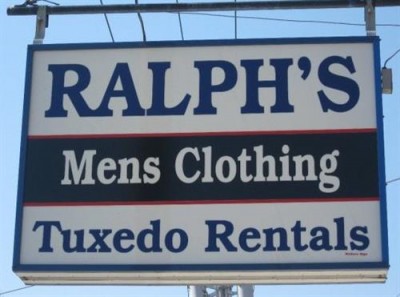 RALPH'S
Mens Clothing
Tuxedo Rentals